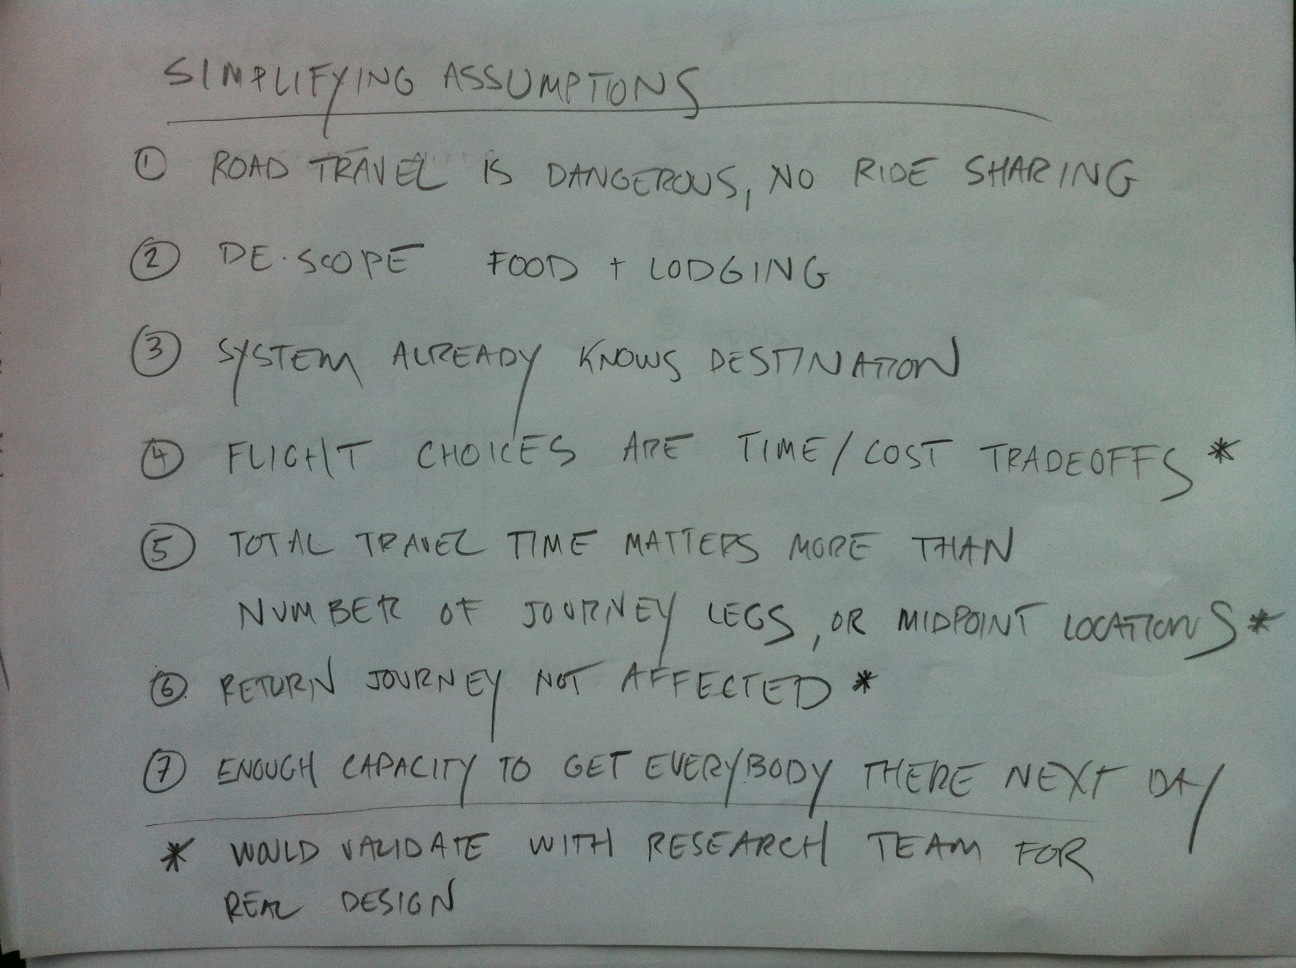 SIMPLIFYING ASSUMPTIONS
① ROAD TRAVEL IS DANGEROUS, NO RIDE SHARING
② DE-SCOPE FOOD + LODGING
③ SYSTEM ALREADY KNOWS DESTINATION
④ FLIGHT CHOICES ARE TIME/COST TRADEOFFS *
⑤ TOTAL TRAVEL TIME MATTERS MORE THAN
NUMBER OF JOURNEY LEGS, OR MIDPOINT LOCATIONS *
⑥ RETURN JOURNEY NOT AFFECTED *
⑦ ENOUGH CAPACITY TO GET EVERYBODY THERE NEXT DAY
* WOULD VALIDATE WITH RESEARCH TEAM FOR
REAL DESIGN